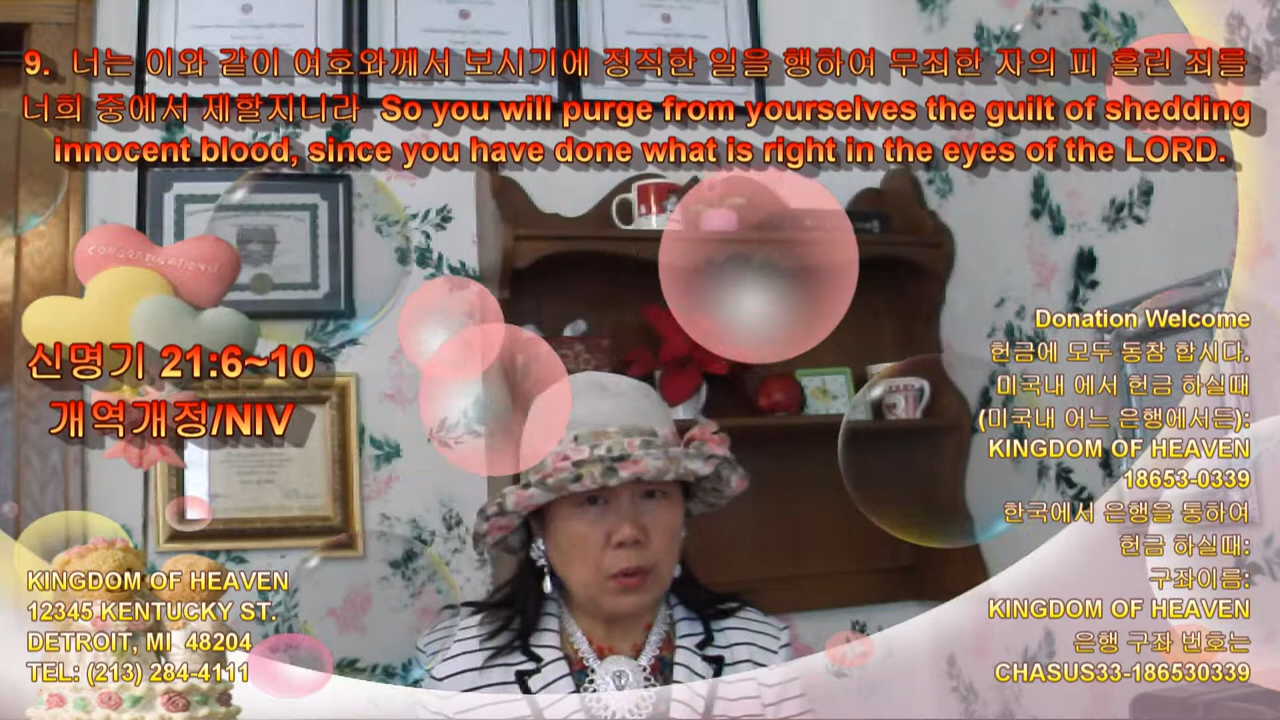 9. 너는 이와 같이 여호와께서 보시기에 정직한 일을 행하여 무죄한 자의 피 흘린 죄를
너희 중에서 제할지니라 So you will purge from yourselves the guilt of shedding
innocent blood, since you have done what is right in the eyes of the LORD.
CONGRATULATIONS!
신명기 21:6~10
개역개정/NIV
KINGDOM OF HEAVEN
12345 KENTUCKY ST.
DETROIT, MI 48204
TEL: (213) 284-4111
Donation Welcome
헌금에 모두 동참 합시다.
미국내 에서 헌금 하실때
(미국내 어느 은행에서든):
KINGDOM OF HEAVEN
18653-0339
한국에서 은행을 통하여
헌금 하실때:
구좌이름:
KINGDOM OF HEAVEN
은행 구좌 번호는
CHASUS33-186530339